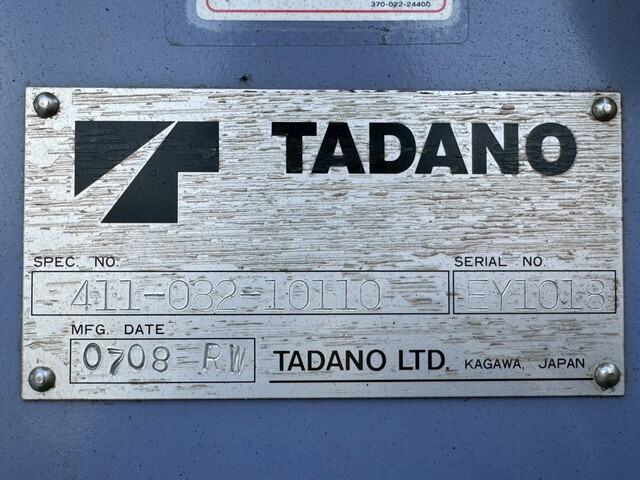 370-022-24400
TADANO
SPEC. NO.
SERIAL NO.
411-032-10110
EY1018
MFG. DATE
0708 R.W
TADANO LTD. KAGAWA, JAPAN